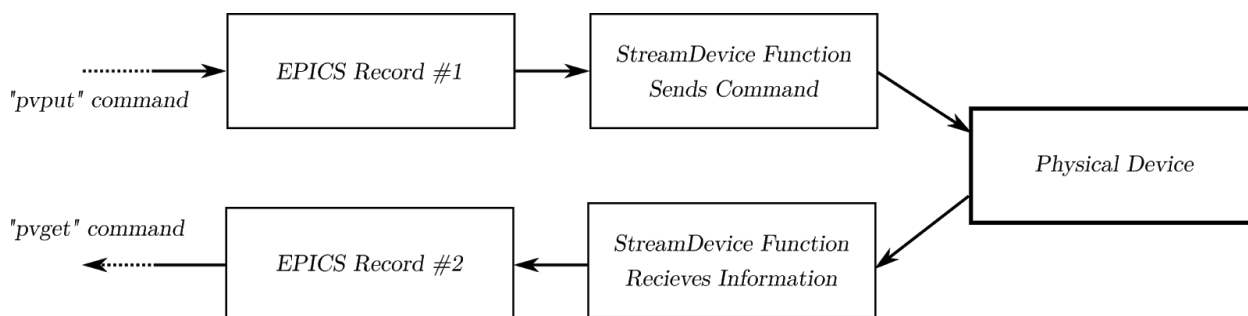 "pvput" command
EPICS Record #1
StreamDevice Function
Sends Command
Physical Device
"pvget" command
EPICS Record #2
StreamDevice Function
Recieves Information